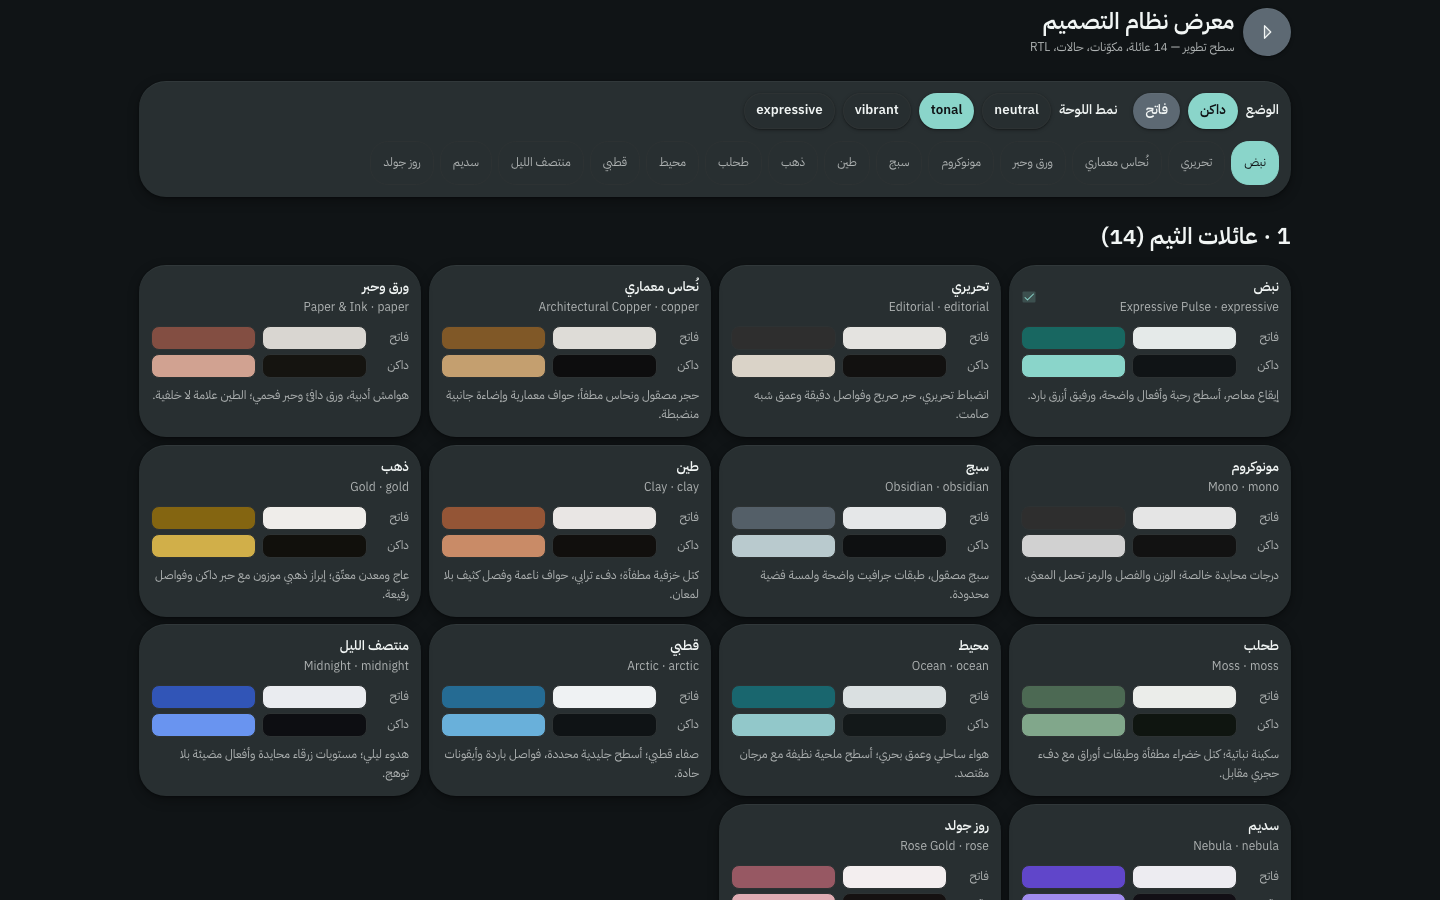 معرض نظام التصميم
سطح تطوير — 14 عائلة، مكوّنات، حالات، RTL
الوضع داكن فاتح نمط اللوحة neutral tonal vibrant expressive
نبض تحريري نُحاس معماري ورق وحبر مونوكروم سبج طين ذهب طحلب محيط قطبي منتصف الليل سديم روز جولد
1 · عائلات الثيم (14)
نبض
Expressive Pulse · expressive
فاتح
داكن
إيقاع معاصر، أسطح رحبة وأفعال واضحة، ورفيق أزرق بارد.
تحريري
Editorial · editorial
فاتح
داكن
انضباط تحريري، حبر صريح وفواصل دقيقة وعمق شبه
صامت.
نُحاس معماري
Architectural Copper · copper
فاتح
داكن
حجر مصقول ونحاس مطفأ؛ حواف معمارية وإضاءة جانبية
منضبطة.
ورق وحبر
Paper & Ink · paper
فاتح
داكن
هوامش أدبية، ورق دافئ وحبر فحمي؛ الطين علامة لا خلفية.
مونوكروم
Mono · mono
فاتح
داكن
درجات محايدة خالصة؛ الوزن والفصل والرمز تحمل المعنى.
سبج
Obsidian · obsidian
فاتح
داكن
سبج مصقول، طبقات جرافيت واضحة ولمسة فضية
محدودة.
طين
Clay · clay
فاتح
داكن
كتل خزفية مطفأة؛ دفء ترابي، حواف ناعمة وفصل كثيف بلا
لمعان.
ذهب
Gold · gold
فاتح
داكن
عاج ومعدن معتّق؛ إبراز ذهبي موزون مع حبر داكن وفواصل
رفيعة.
طحلب
Moss · moss
فاتح
داكن
سكينة نباتية؛ كتل خضراء مطفأة وطبقات أوراق مع دفء
حجري مقابل.
محيط
Ocean · ocean
فاتح
داكن
هواء ساحلي وعمق بحري؛ أسطح ملحية نظيفة مع مرجان
مقتصد.
قطبي
Arctic · arctic
فاتح
داكن
صفاء قطبي؛ أسطح جليدية محددة، فواصل باردة وأيقونات
حادة.
منتصف الليل
Midnight · midnight
فاتح
داكن
هدوء ليلي؛ مستويات زرقاء محايدة وأفعال مضيئة بلا
توهج.
سديم
Nebula · nebula
فاتح
روز جولد
Rose Gold · rose
فاتح